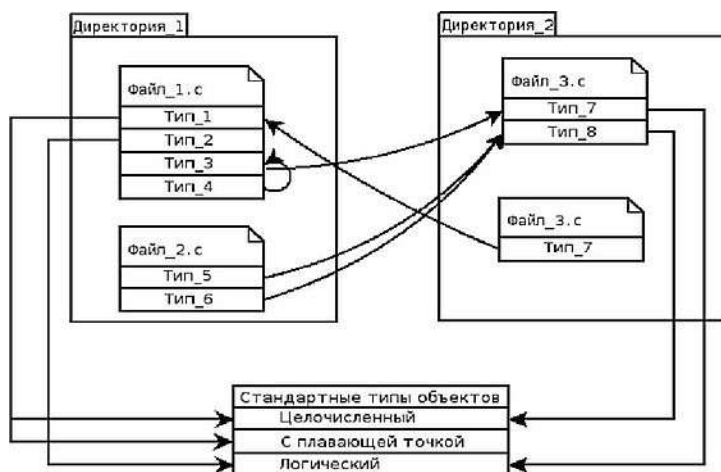 Директория_1
Файл_1.c
Тип_1
Тип_2
Тип_3
Тип_4
Файл_2.c
Тип_5
Тип_6
Директория_2
Файл_3.c
Тип_7
Тип_8
Файл_3.c
Тип_7
Стандартные типы объектов
Целочисленный
С плавающей точкой
Логический